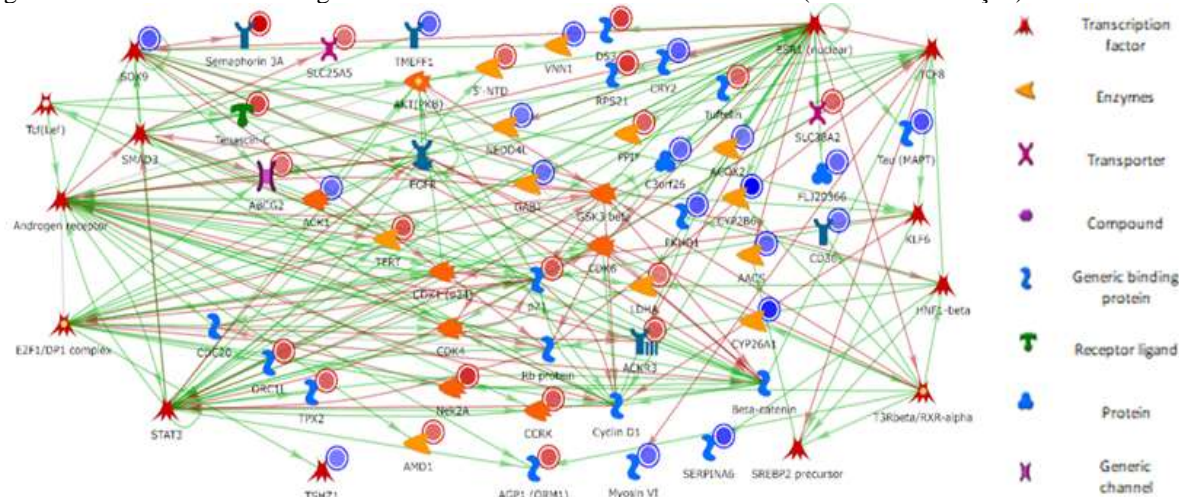 SOX9
Semaphorin 3A
SLC25A5
TMEFF1
VNN1
ESR1 (nuclear)
TCF8
5'-NTD
RPS21
CRY2
AKT(PKB)
Tuftelin
SLC38A2
Tcf(Lef)
Tenascin-C
SMAD3
NEDD4L
PPIF
ACOX2
Tau (MAPT)
EGFR
C3orf26
FLJ20366
ABCG2
ACK1
GAB1
GSK3 beta
CYP2B6
Androgen receptor
PKHD1
CD36
KLF6
TERT
CDK6
AACS
CDK1 (p34)
p21
LDHA
HNF1-beta
E2F1/DP1 complex
CDC20
CDK4
Rb protein
ACKR3
CYP26A1
ORC1L
TPX2
Nek2A
CCRK
Cyclin D1
Beta-catenin
T3Rbeta/RXR-alpha
STAT3
AMD1
SERPINA6
SREBP2 precursor
TSHZ1
AGP1 (ORM1)
Myosin VI
Transcription
factor
Enzymes
Transporter
Compound
Generic binding
protein
Receptor ligand
Protein
Generic
channel